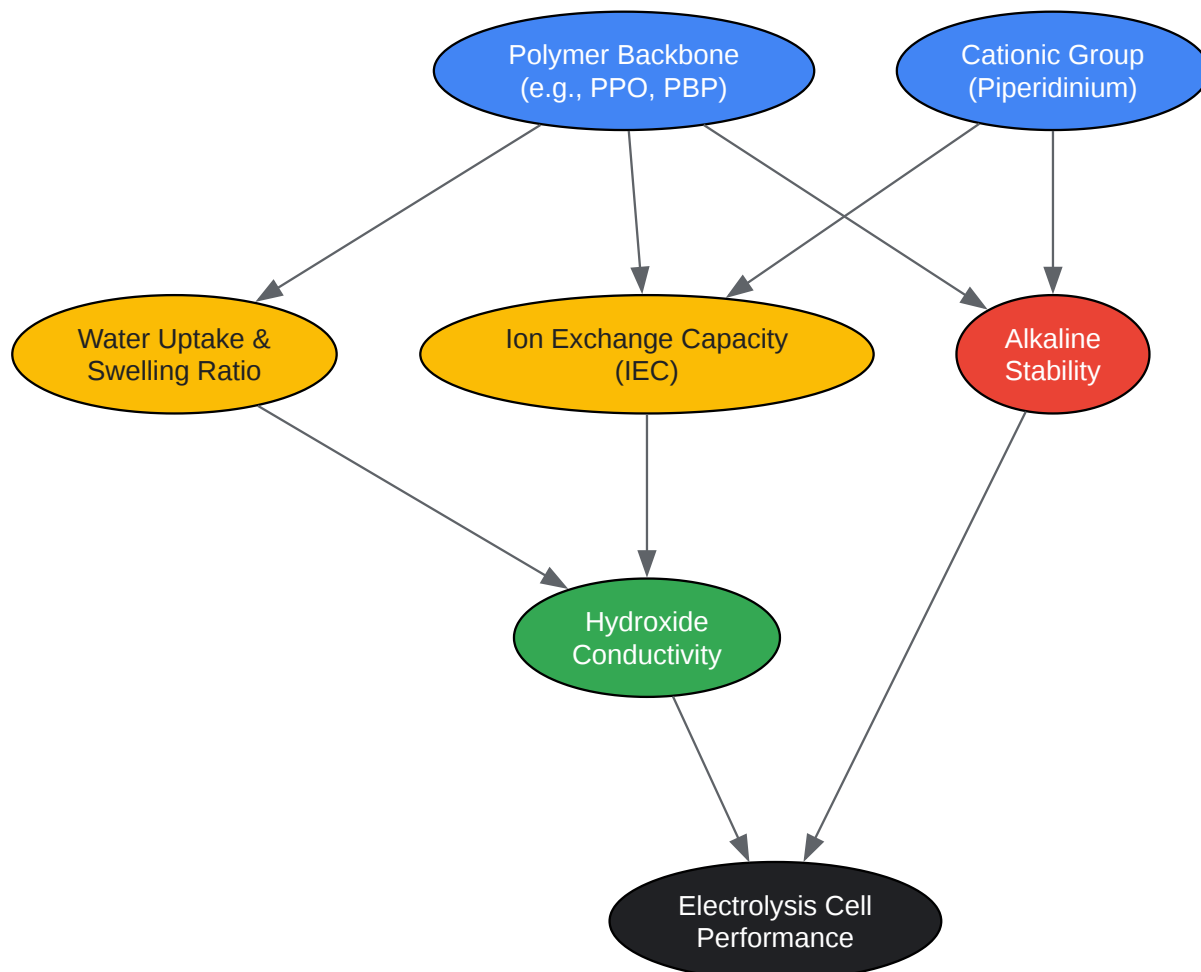 Polymer Backbone
(e.g., PPO, PBP)
Cationic Group
(Piperidinium)
Water Uptake &
Swelling Ratio
Ion Exchange Capacity
(IEC)
Alkaline
Stability
Hydroxide
Conductivity
Electrolysis Cell
Performance